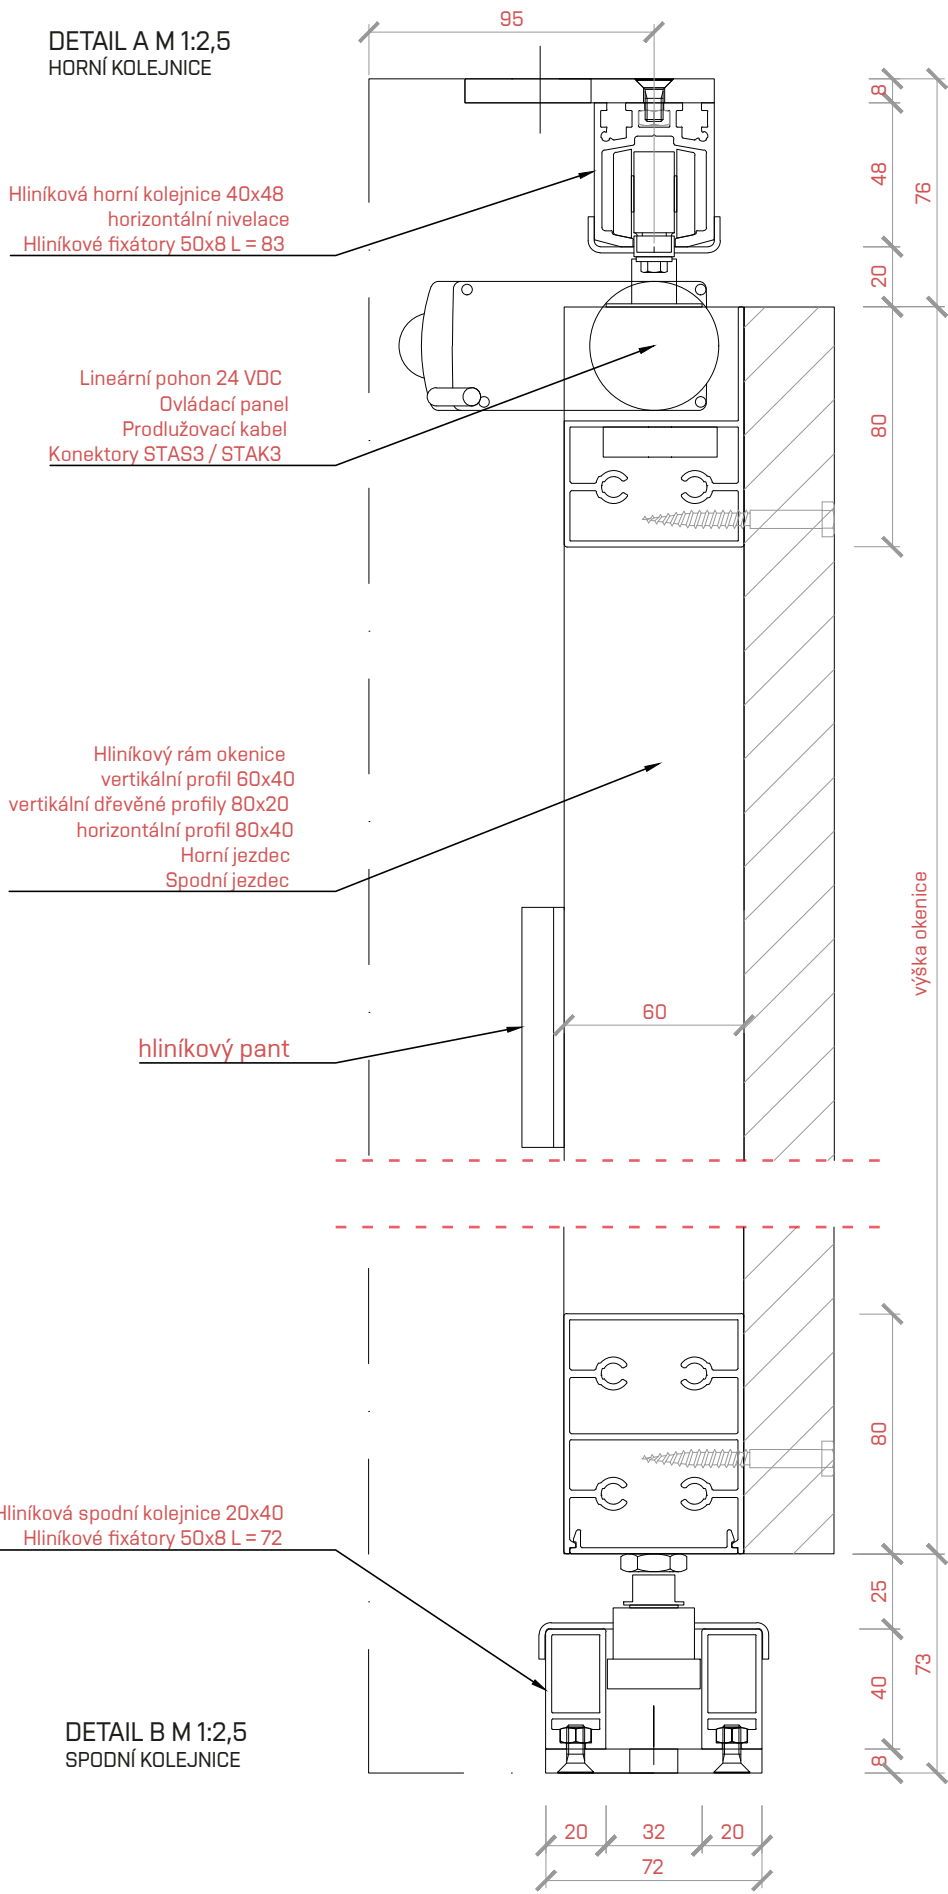 95
DETAIL A M 1:2,5
HORNÍ KOLEJNICE
8
48
76
20
Hliníková horní kolejnice 40x48
horizontální nivelace
Hliníkové fixátory 50x8 L = 83
Lineární pohon 24 VDC
Ovládací panel
Prodlužovací kabel
Konektory STAS3 / STAK3
80
Hliníkový rám okenice
vertikální profil 60x40
vertikální dřevěné profily 80x20
horizontální profil 80x40
Horní jezdec
Spodní jezdec
výška okenice
60
hliníkový pant
80
Hliníková spodní kolejnice 20x40
Hliníkové fixátory 50x8 L = 72
25
73
40
8
DETAIL B M 1:2,5
SPODNÍ KOLEJNICE
20
32
20
72